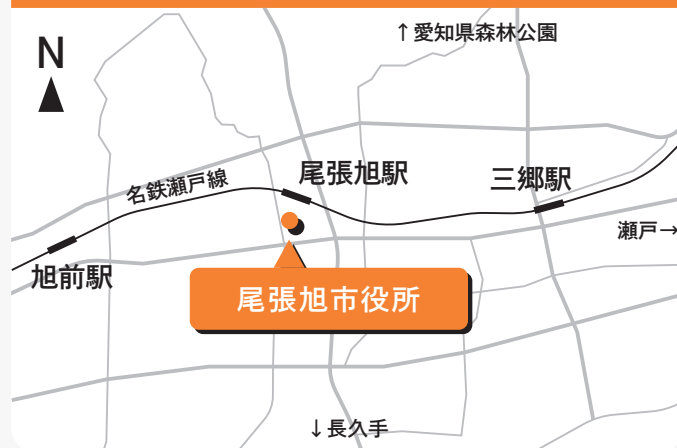 ↑愛知県森林公園
N
名鉄瀬戸線
尾張旭駅
三郷駅
瀬戸→
旭前駅
尾張旭市役所
↓長久手